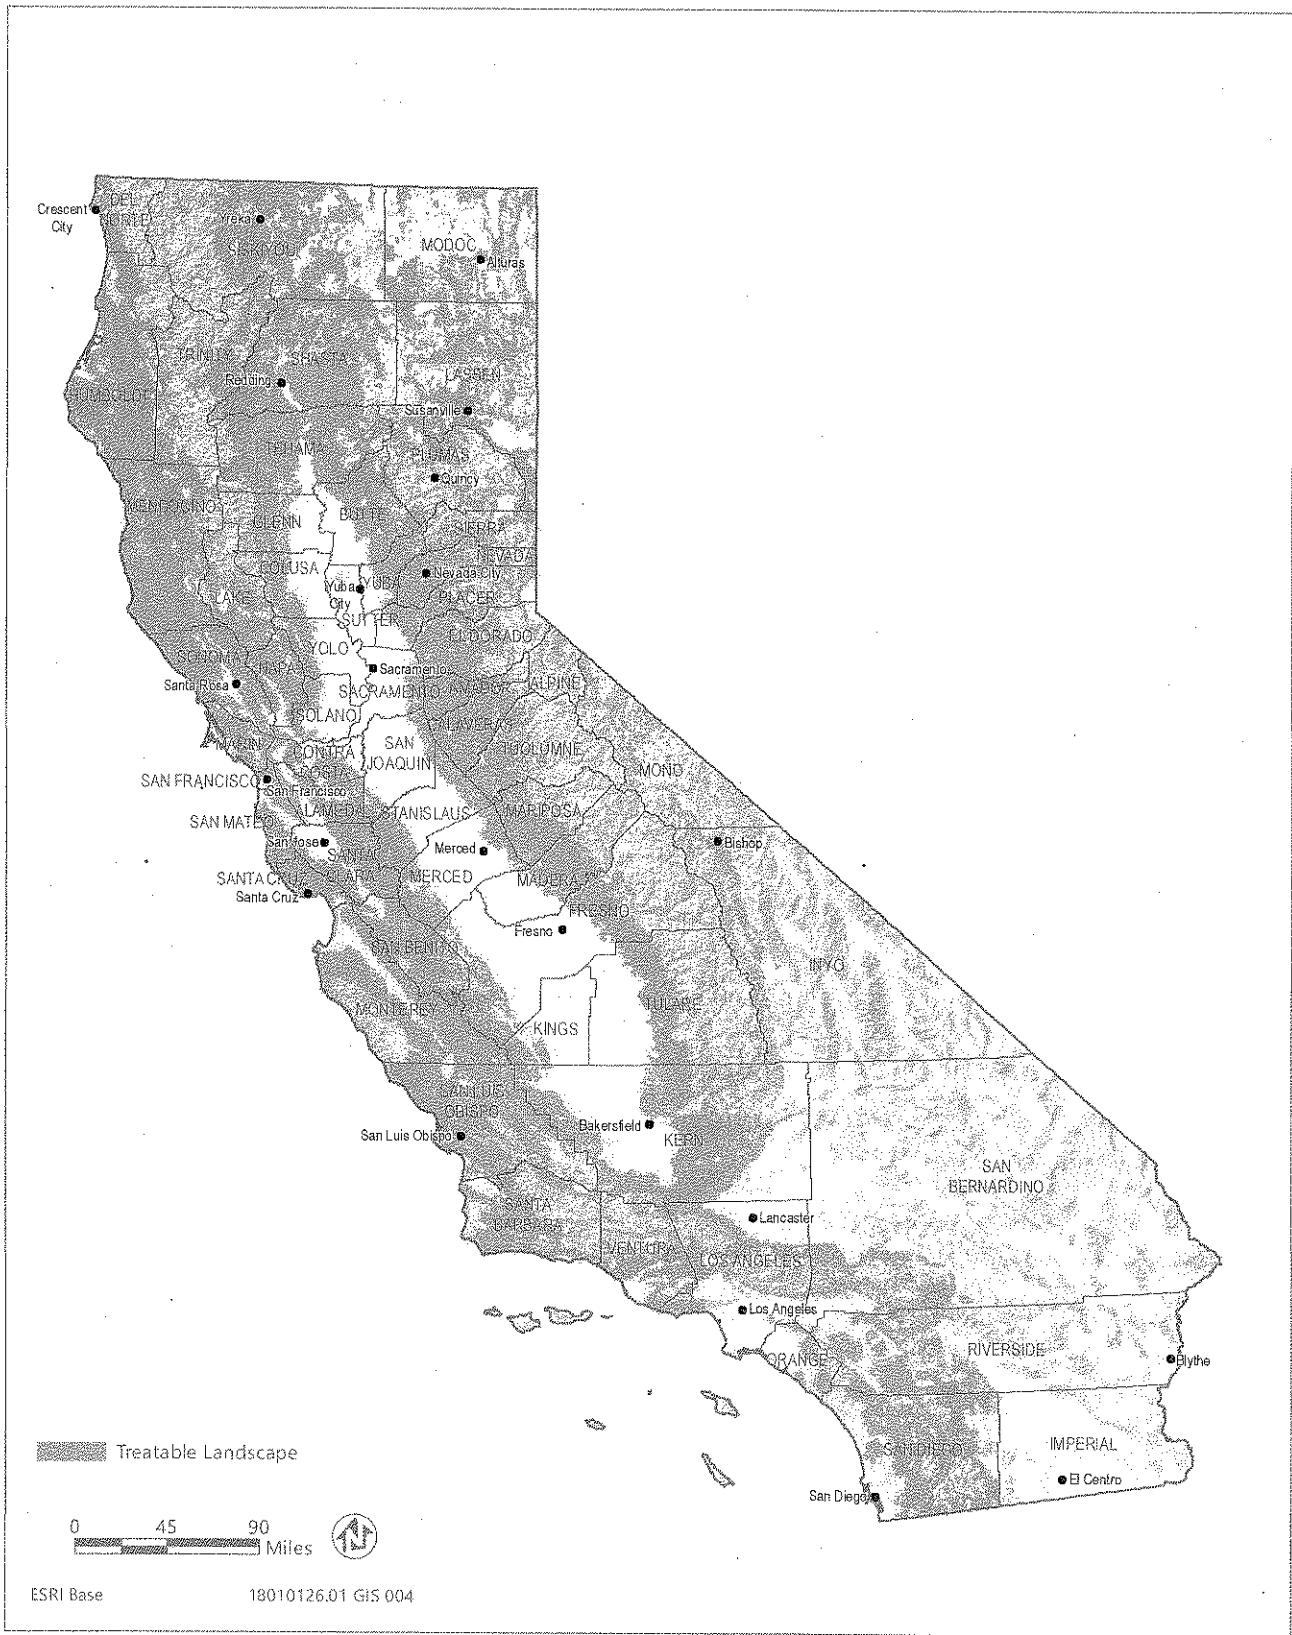 Crescent
City
DEL
NORTE
Yreka
SISKIYOU
MODOC
Alturas
TRINITY
SHASTA
LASSEN
Redding
HUMBOLDT
Susanville
TEHAMA
PLUMAS
Quincy
MENDOCINO
GLENN
BUTTE
SIERRA
NEVADA
COLUSA
Nevada City
Yuba
City
YUBA
LAKE
PLACER
SUTTER
EL DORADO
YOLO
SONOMA
NAPA
Sacramento
Santa Rosa
SACRAMENTO
AMADOR
ALPINE
SOLANO
CALAVERAS
MARIN
CONTRA
COSTA
SAN
JOAQUIN
TUOLUMNE
MONO
SAN FRANCISCO
San Francisco
ALAMEDA
STANISLAUS
MARIPOSA
SAN MATEO
San Jose
SANTA
CLARA
Merced
Bishop
SANTA CRUZ
MERCED
MADERA
Santa Cruz
FRESNO
Fresno
SAN BENITO
INYO
MONTEREY
TULARE
KINGS
SAN LUIS
OBISPO
San Luis Obispo
Bakersfield
KERN
SAN
BERNARDINO
SANTA
BARBARA
Lancaster
VENTURA
LOS ANGELES
Los Angeles
ORANGE
RIVERSIDE
Blythe
SAN DIEGO
IMPERIAL
El Centro
San Diego
Treatable Landscape
0 45 90
Miles
N
ESRI Base 18010126.01 GIS 004